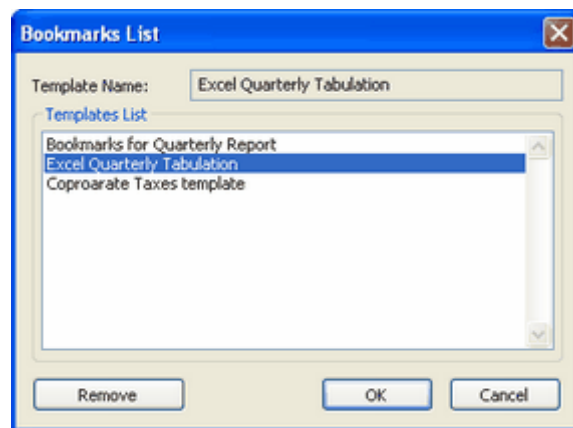 Bookmarks List
Template Name: Excel Quarterly Tabulation
Templates List
Bookmarks for Quarterly Report
Excel Quarterly Tabulation
Coproarate Taxes template
Remove OK Cancel